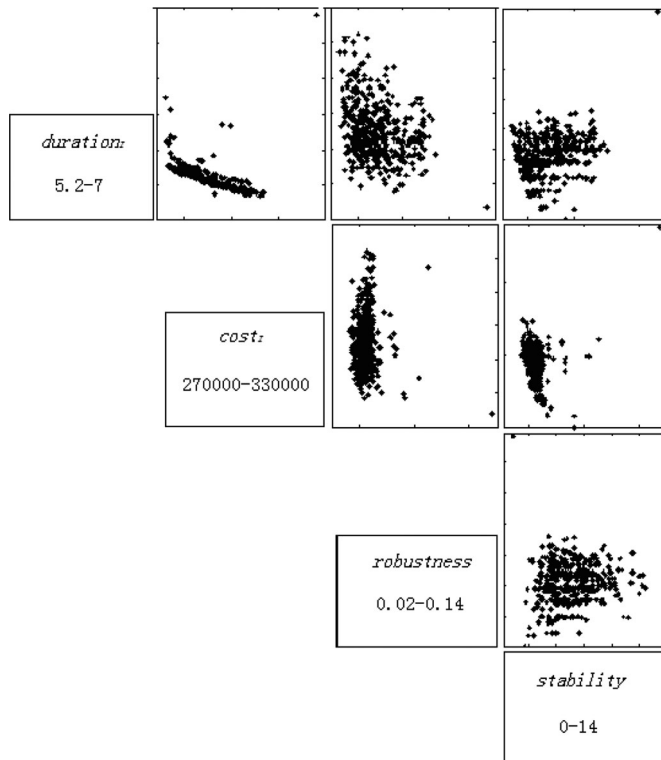 duration:
5.2-7
cost:
270000-330000
robustness
0.02-0.14
stability
0-14